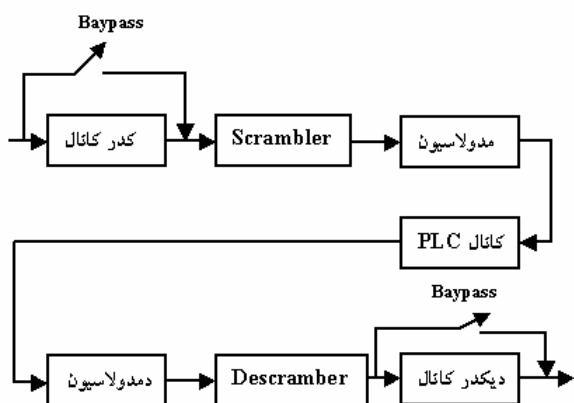 Baypass
کدر کانال
Scrambler
مدولاسیون
کانال PLC
Baypass
دمدولاسیون
Descramber
دیکدر کانال